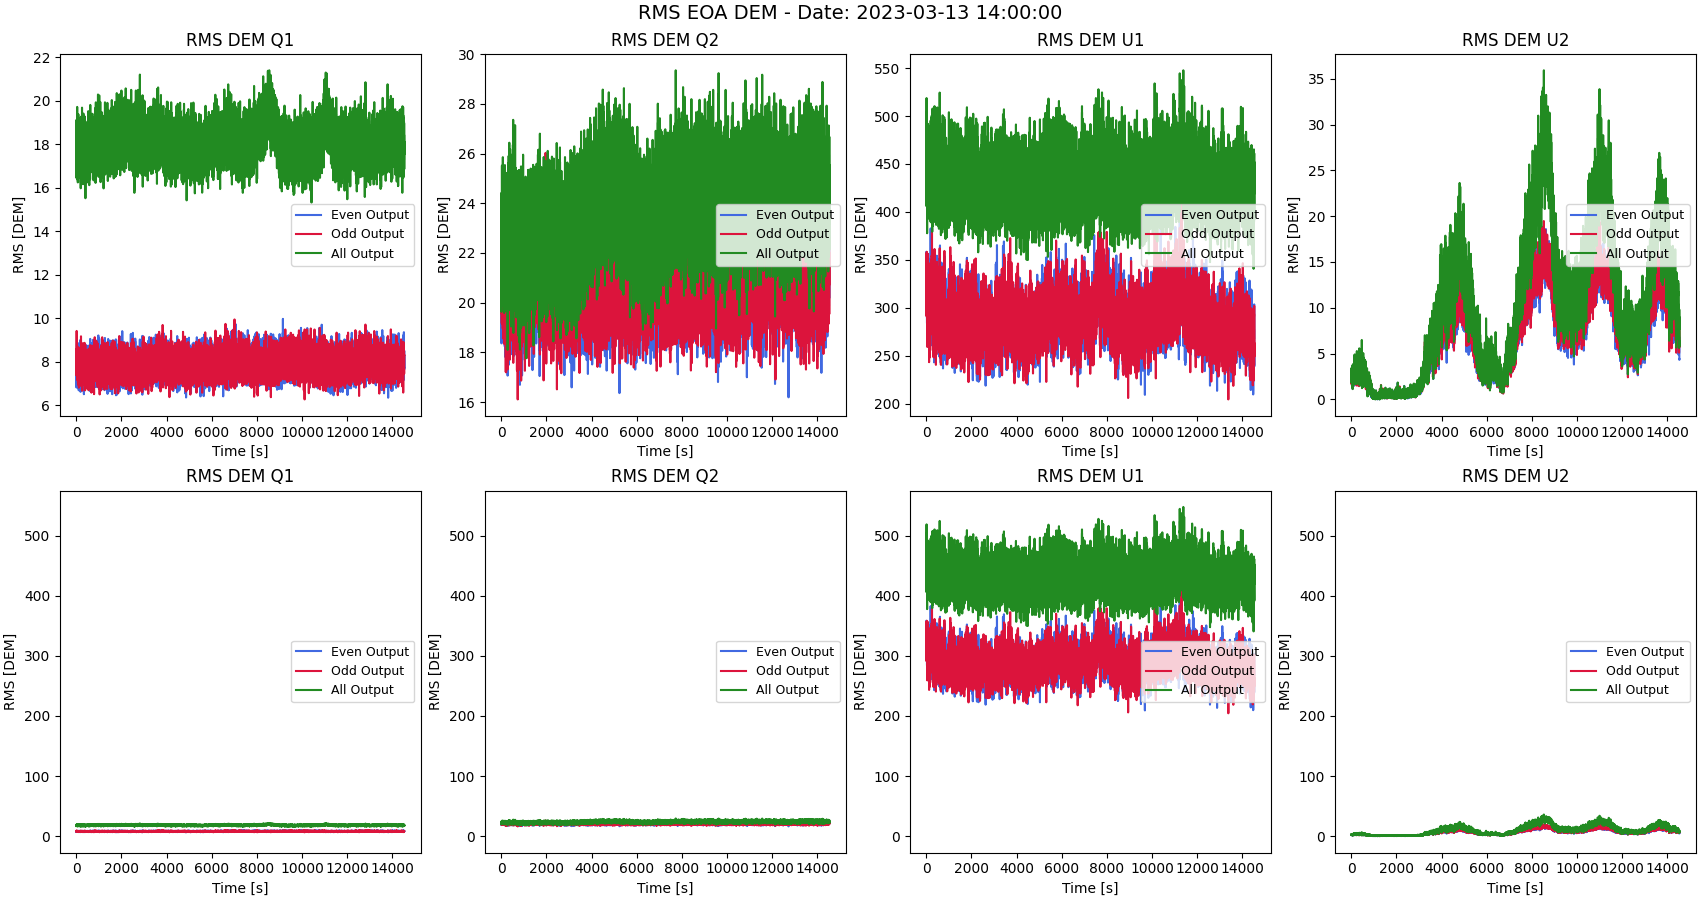 RMS EOA DEM - Date: 2023-03-13 14:00:00
RMS DEM Q1
RMS [DEM]
22
20
18
16
14
12
10
8
6
0 2000 4000 6000 8000 10000 12000 14000
Time [s]
Even Output
Odd Output
All Output
RMS DEM Q2
RMS [DEM]
30
28
26
24
22
20
18
16
0 2000 4000 6000 8000 10000 12000 14000
Time [s]
Even Output
Odd Output
All Output
RMS DEM U1
RMS [DEM]
550
500
450
400
350
300
250
200
0 2000 4000 6000 8000 10000 12000 14000
Time [s]
Even Output
Odd Output
All Output
RMS DEM U2
RMS [DEM]
35
30
25
20
15
10
5
0
0 2000 4000 6000 8000 10000 12000 14000
Time [s]
Even Output
Odd Output
All Output
RMS DEM Q1
RMS [DEM]
500
400
300
200
100
0
0 2000 4000 6000 8000 10000 12000 14000
Time [s]
Even Output
Odd Output
All Output
RMS DEM Q2
RMS [DEM]
500
400
300
200
100
0
0 2000 4000 6000 8000 10000 12000 14000
Time [s]
Even Output
Odd Output
All Output
RMS DEM U1
RMS [DEM]
500
400
300
200
100
0
0 2000 4000 6000 8000 10000 12000 14000
Time [s]
Even Output
Odd Output
All Output
RMS DEM U2
RMS [DEM]
500
400
300
200
100
0
0 2000 4000 6000 8000 10000 12000 14000
Time [s]
Even Output
Odd Output
All Output